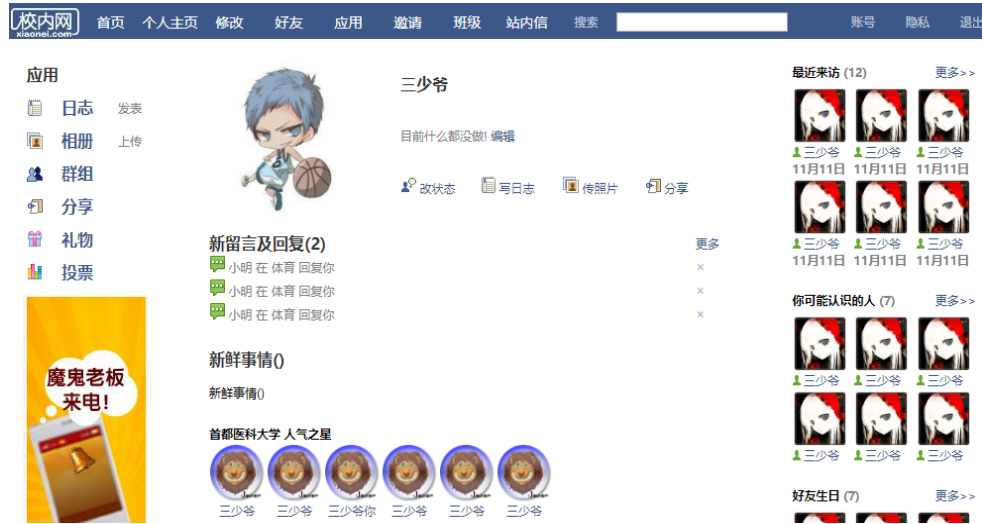 校内网 首页 个人主页 修改 好友 应用 邀请 班级 站内信 搜索 账号 隐私 退出
xiaonei.com
应用
日志 发表
相册 上传
群组
分享
礼物
投票
魔鬼老板
来电!
三少爷
目前什么都没做! 编辑
改状态 写日志 传照片 分享
新留言及回复(2) 更多
小明 在 体育 回复你 ×
小明 在 体育 回复你 ×
小明 在 体育 回复你 ×
新鲜事情()
新鲜事情()
首都医科大学 人气之星
三少爷 三少爷 三少爷你 三少爷 三少爷 三少爷
最近来访 (12) 更多>>
三少爷 三少爷 三少爷
11月11日 11月11日 11月11日
三少爷 三少爷 三少爷
11月11日 11月11日 11月11日
你可能认识的人 (7) 更多>>
三少爷 三少爷 三少爷
三少爷 三少爷 三少爷
好友生日 (7) 更多>>